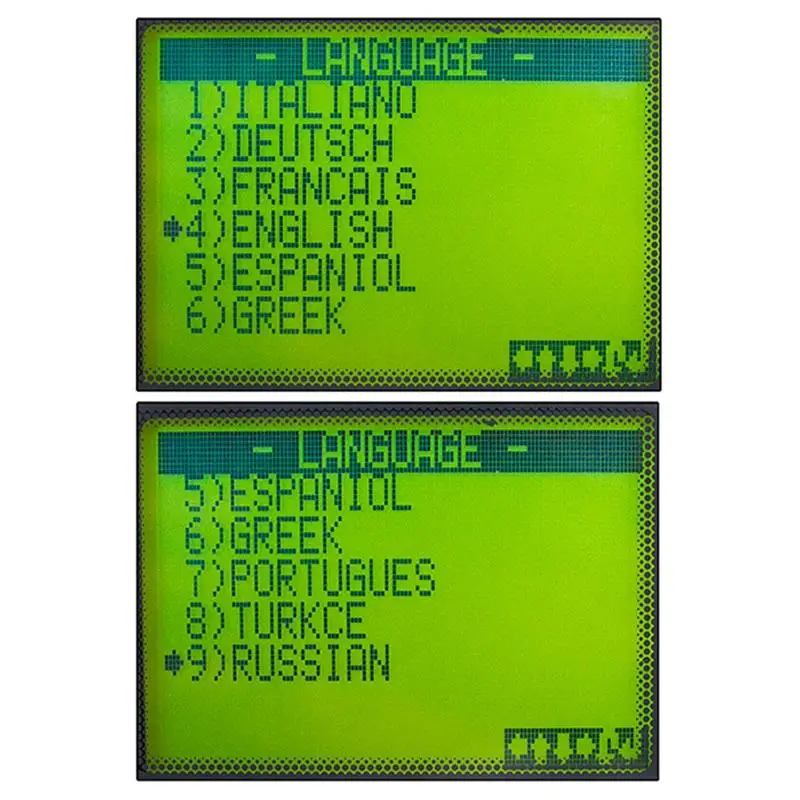 - LANGUAGE -
1)ITALIANO
2)DEUTSCH
3)FRANCAIS
4)ENGLISH
5)ESPANIOL
6)GREEK
- LANGUAGE -
5)ESPANIOL
6)GREEK
7)PORTUGUES
8)TURKCE
9)RUSSIAN